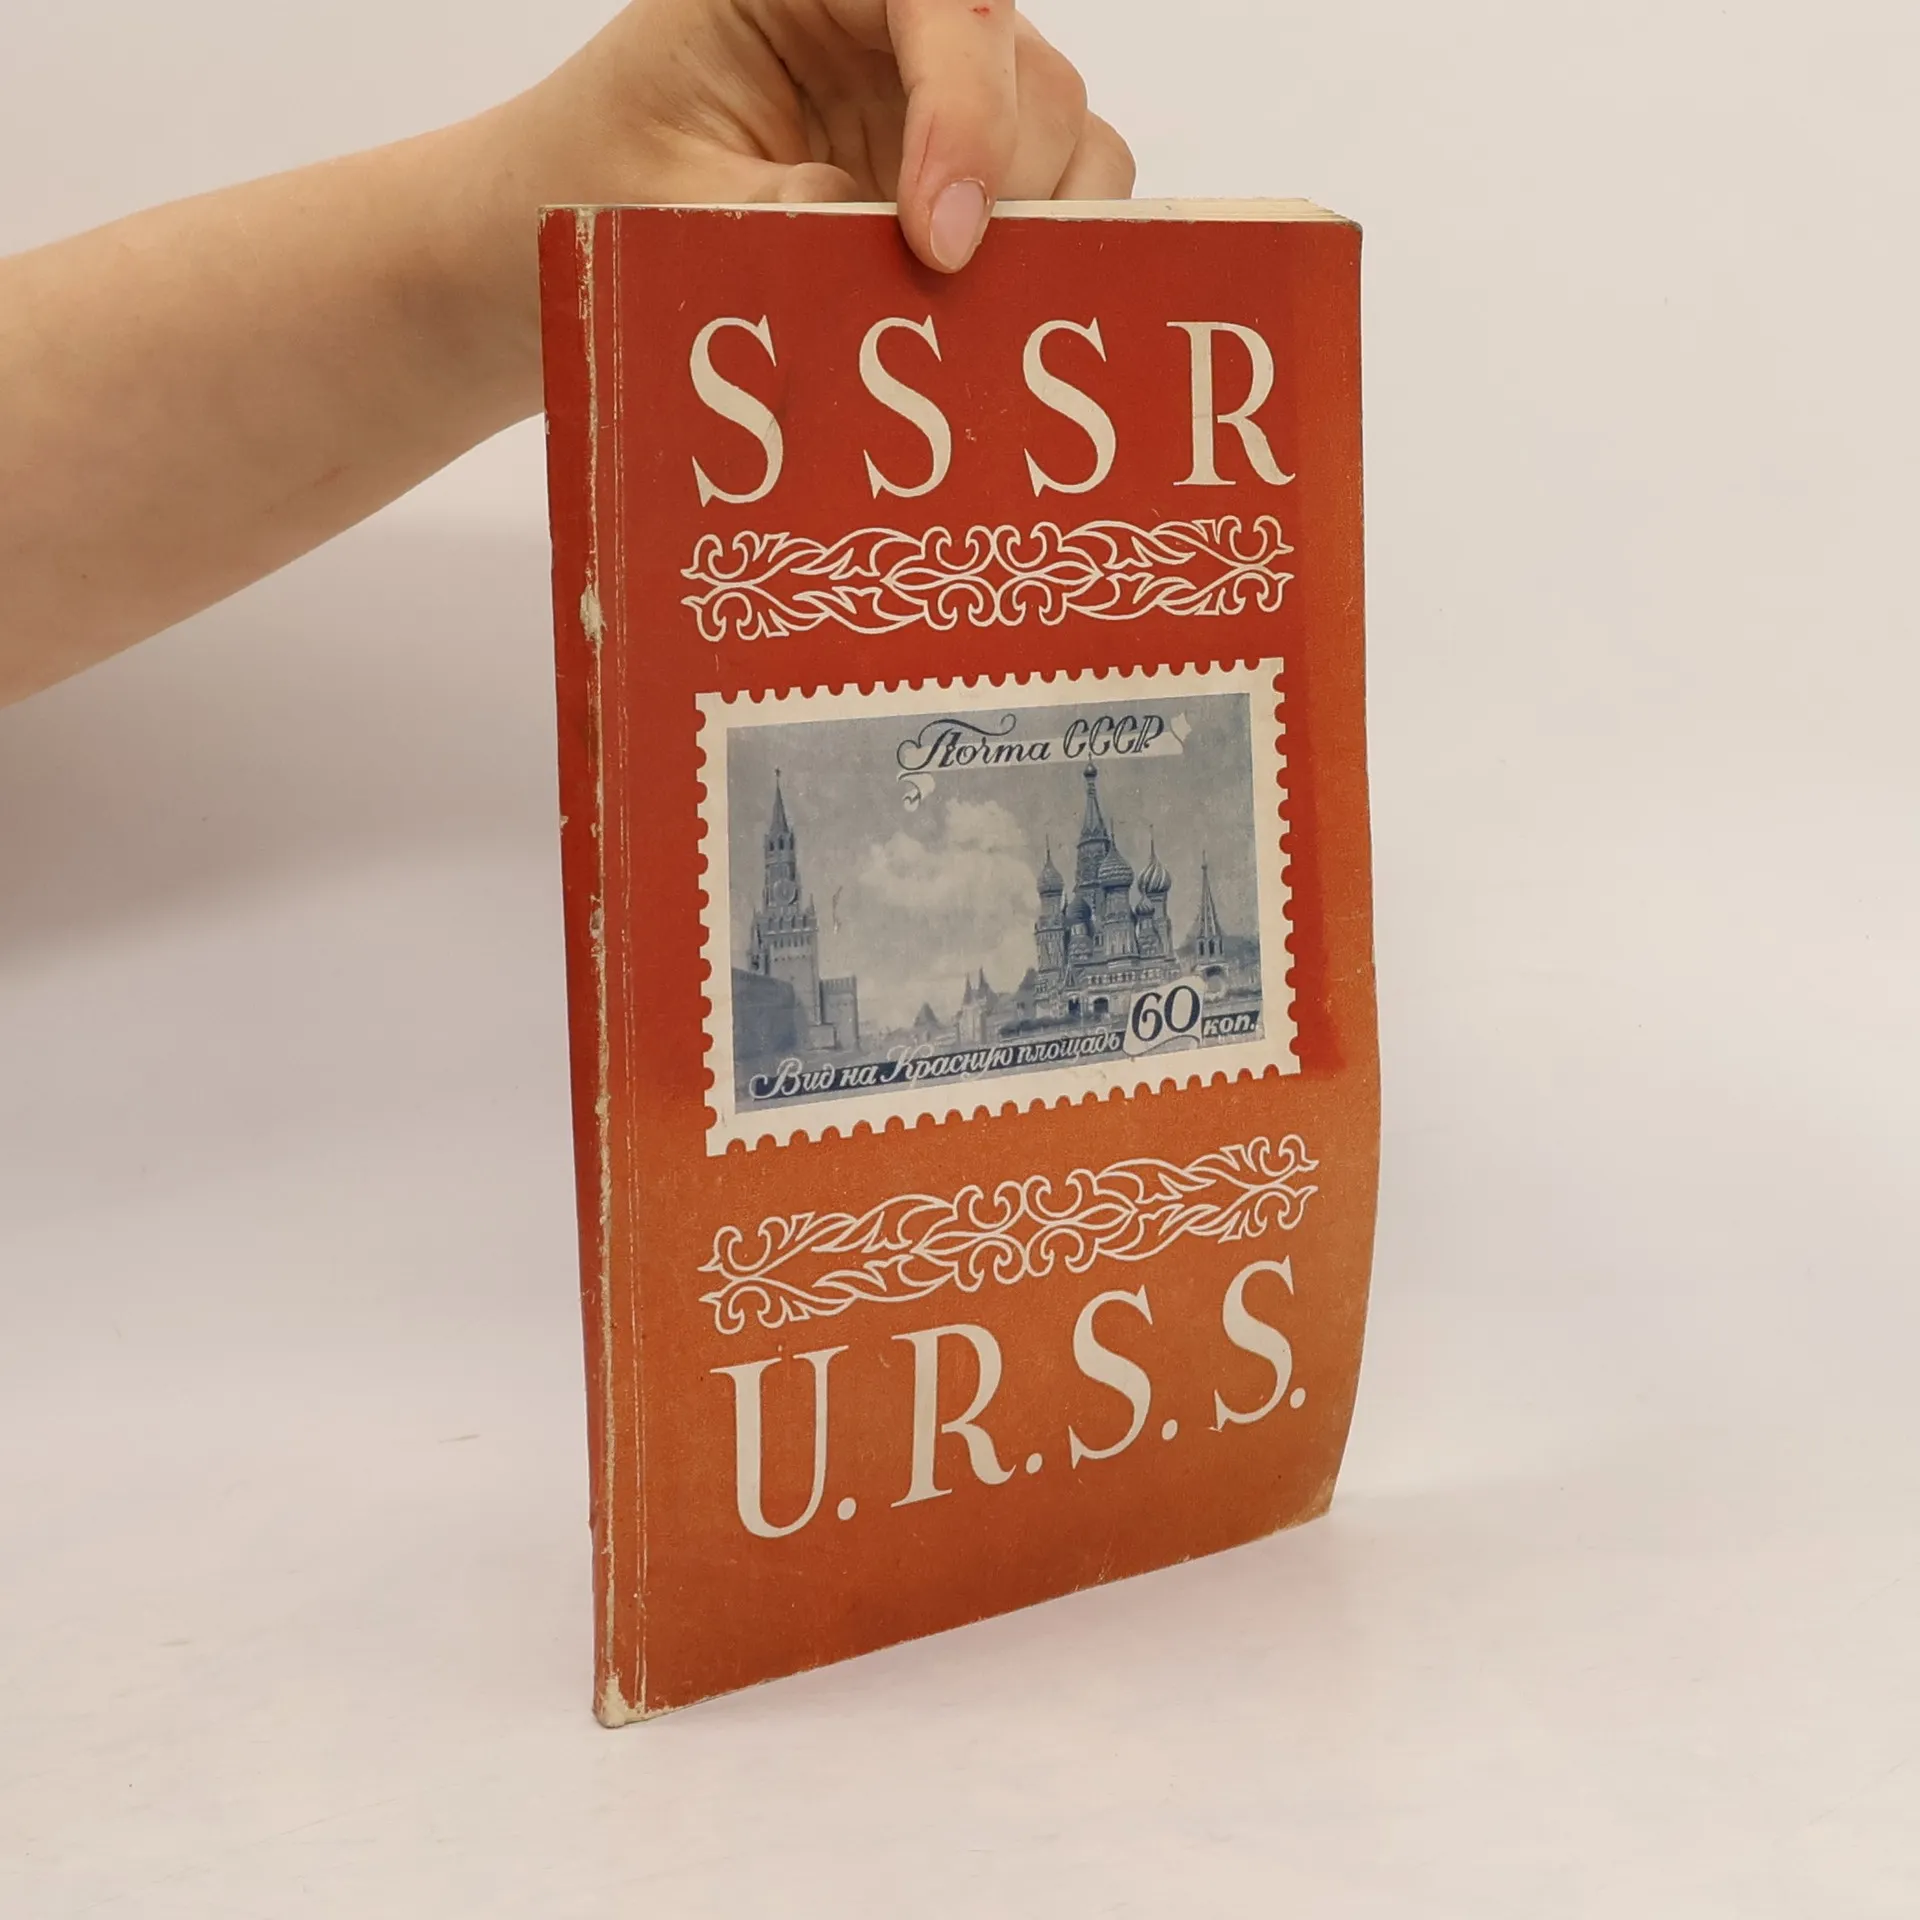 SSSR
Почта СССР
60 коп.
Вид на Красную площадь
U.R.S.S.